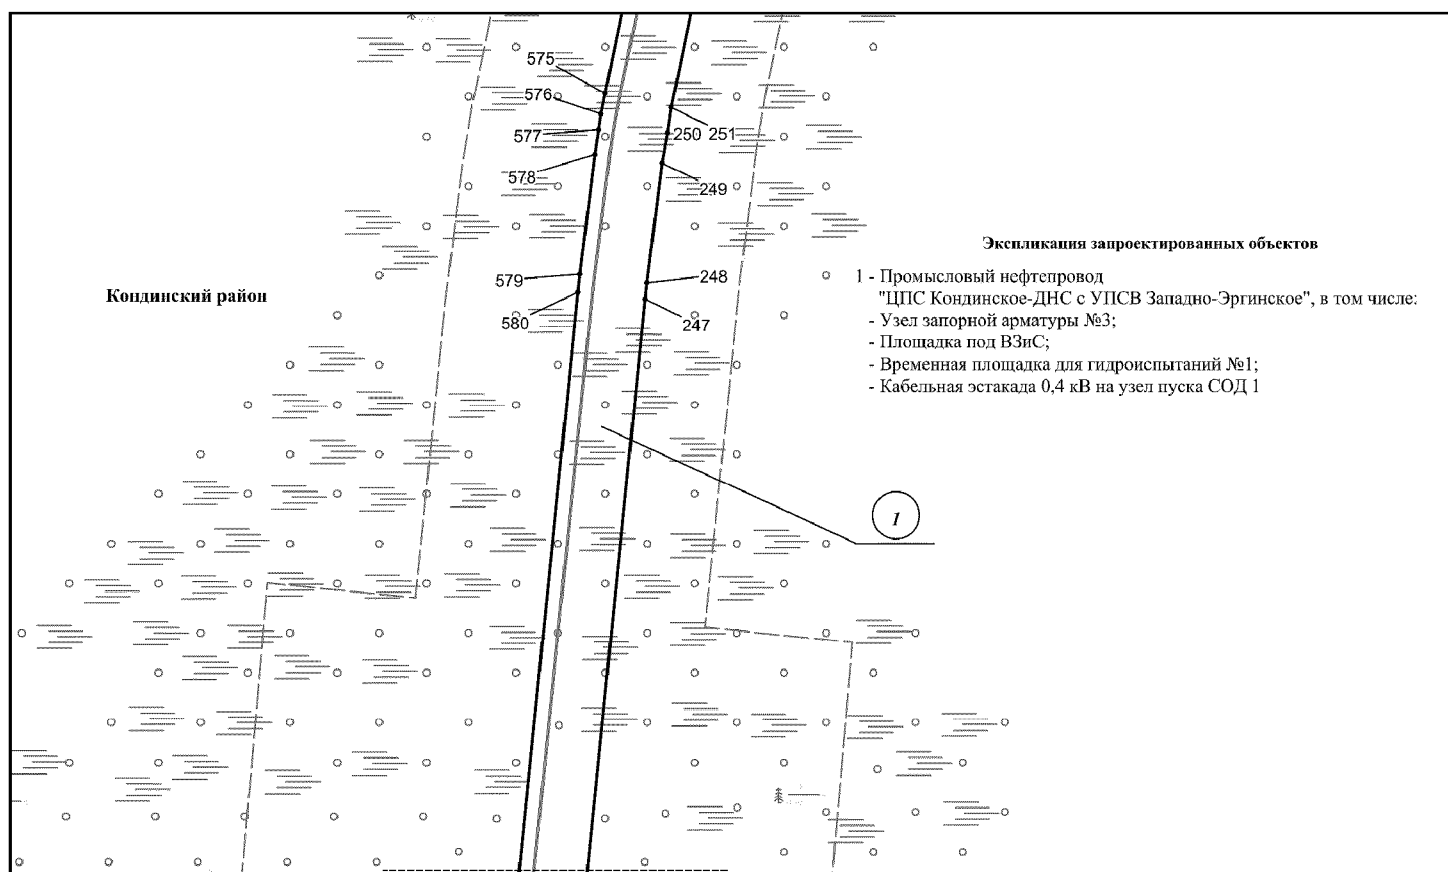 575
576
577
578
579
580
250 251
249
248
247
Кондинский район
Экспликация запроектированных объектов
1 - Промысловый нефтепровод
"ЦПС Кондинское-ДНС с УПСВ Западно-Эргинское", в том числе:
- Узел запорной арматуры №3;
- Площадка под ВЗиС;
- Временная площадка для гидроиспытаний №1;
- Кабельная эстакада 0,4 кВ на узел пуска СОД 1
1